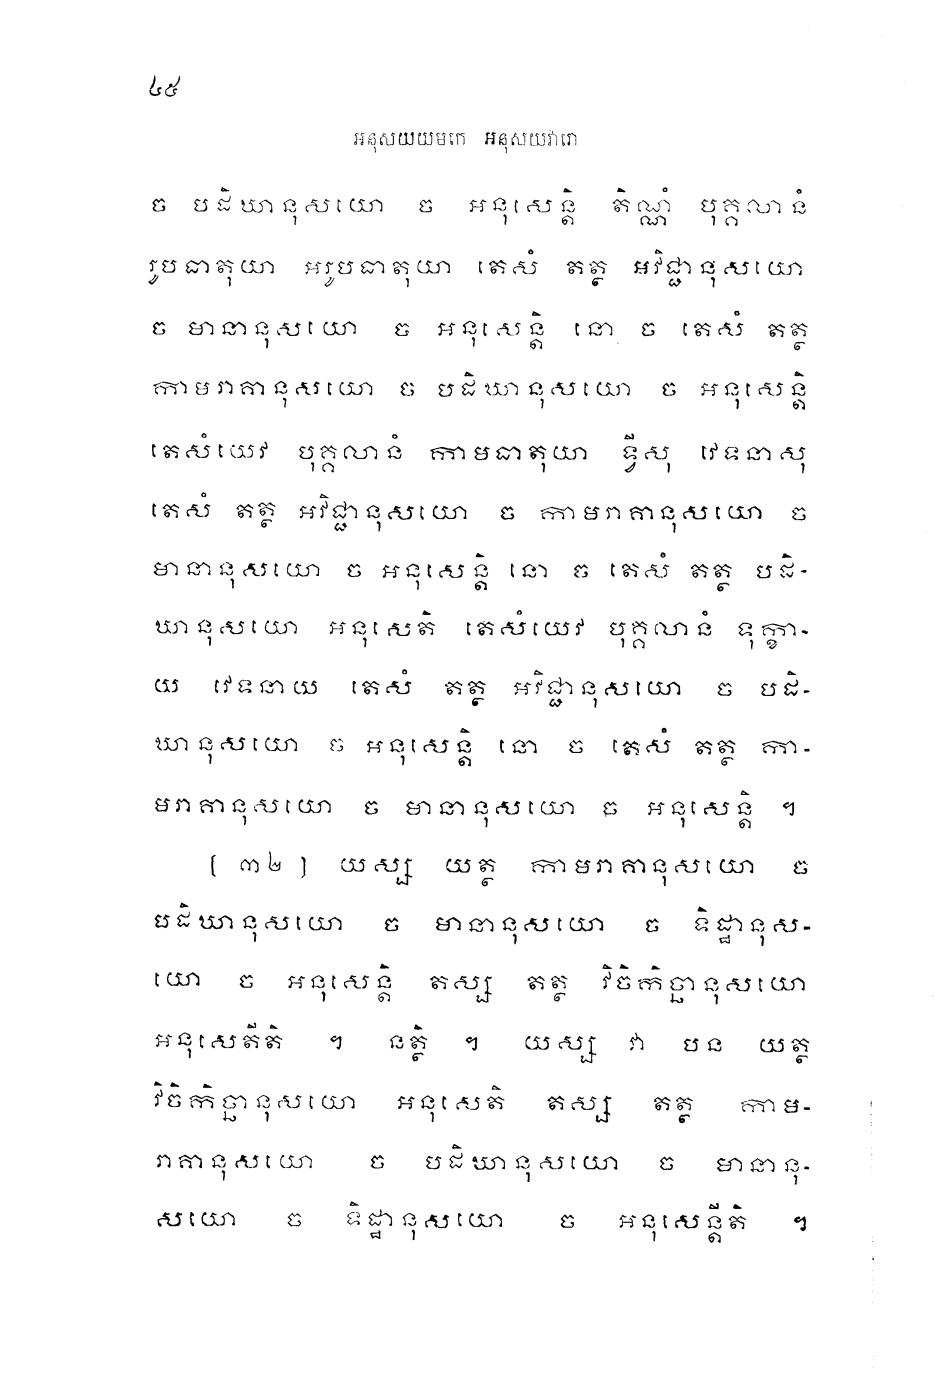 ៤៥
អនុសយយមកេ អនុសយវារោ
ច បដិឃានុសយោ ច អនុសេន្តិ តិណ្ណំ បុគ្គលានំ
រូបធាតុយា អរូបធាតុយា តេសំ តត្ថ អវិជ្ជានុសយោ
ច មានានុសយោ ច អនុសេន្តិ នោ ច តេសំ តត្ថ
កាមរាគានុសយោ ច បដិឃានុសយោ ច អនុសេន្តិ
តេសំយេវ បុគ្គលានំ កាមធាតុយា ទ្វីសុ វេទនាសុ
តេសំ តត្ថ អវិជ្ជានុសយោ ច កាមរាគានុសយោ ច
មានានុសយោ ច អនុសេន្តិ នោ ច តេសំ តត្ថ បដិ-
ឃានុសយោ អនុសេតិ តេសំយេវ បុគ្គលានំ ទុក្ខា-
យ វេទនាយ តេសំ តត្ថ អវិជ្ជានុសយោ ច បដិ-
ឃានុសយោ ច អនុសេន្តិ នោ ច តេសំ តត្ថ កា-
មរាគានុសយោ ច មានានុសយោ ច អនុសេន្តិ ។
[ ៣២ ] យស្ស យត្ថ កាមរាគានុសយោ ច
បដិឃានុសយោ ច មានានុសយោ ច ទិដ្ឋានុស-
យោ ច អនុសេន្តិ តស្ស តត្ថ វិចិកិច្ឆានុសយោ
អនុសេតីតិ ។ នត្ថិ ។ យស្ស វា បន យត្ថ
វិចិកិច្ឆានុសយោ អនុសេតិ តស្ស តត្ថ កាម-
រាគានុសយោ ច បដិឃានុសយោ ច មានានុ-
សយោ ច ទិដ្ឋានុសយោ ច អនុសេន្តីតិ ។